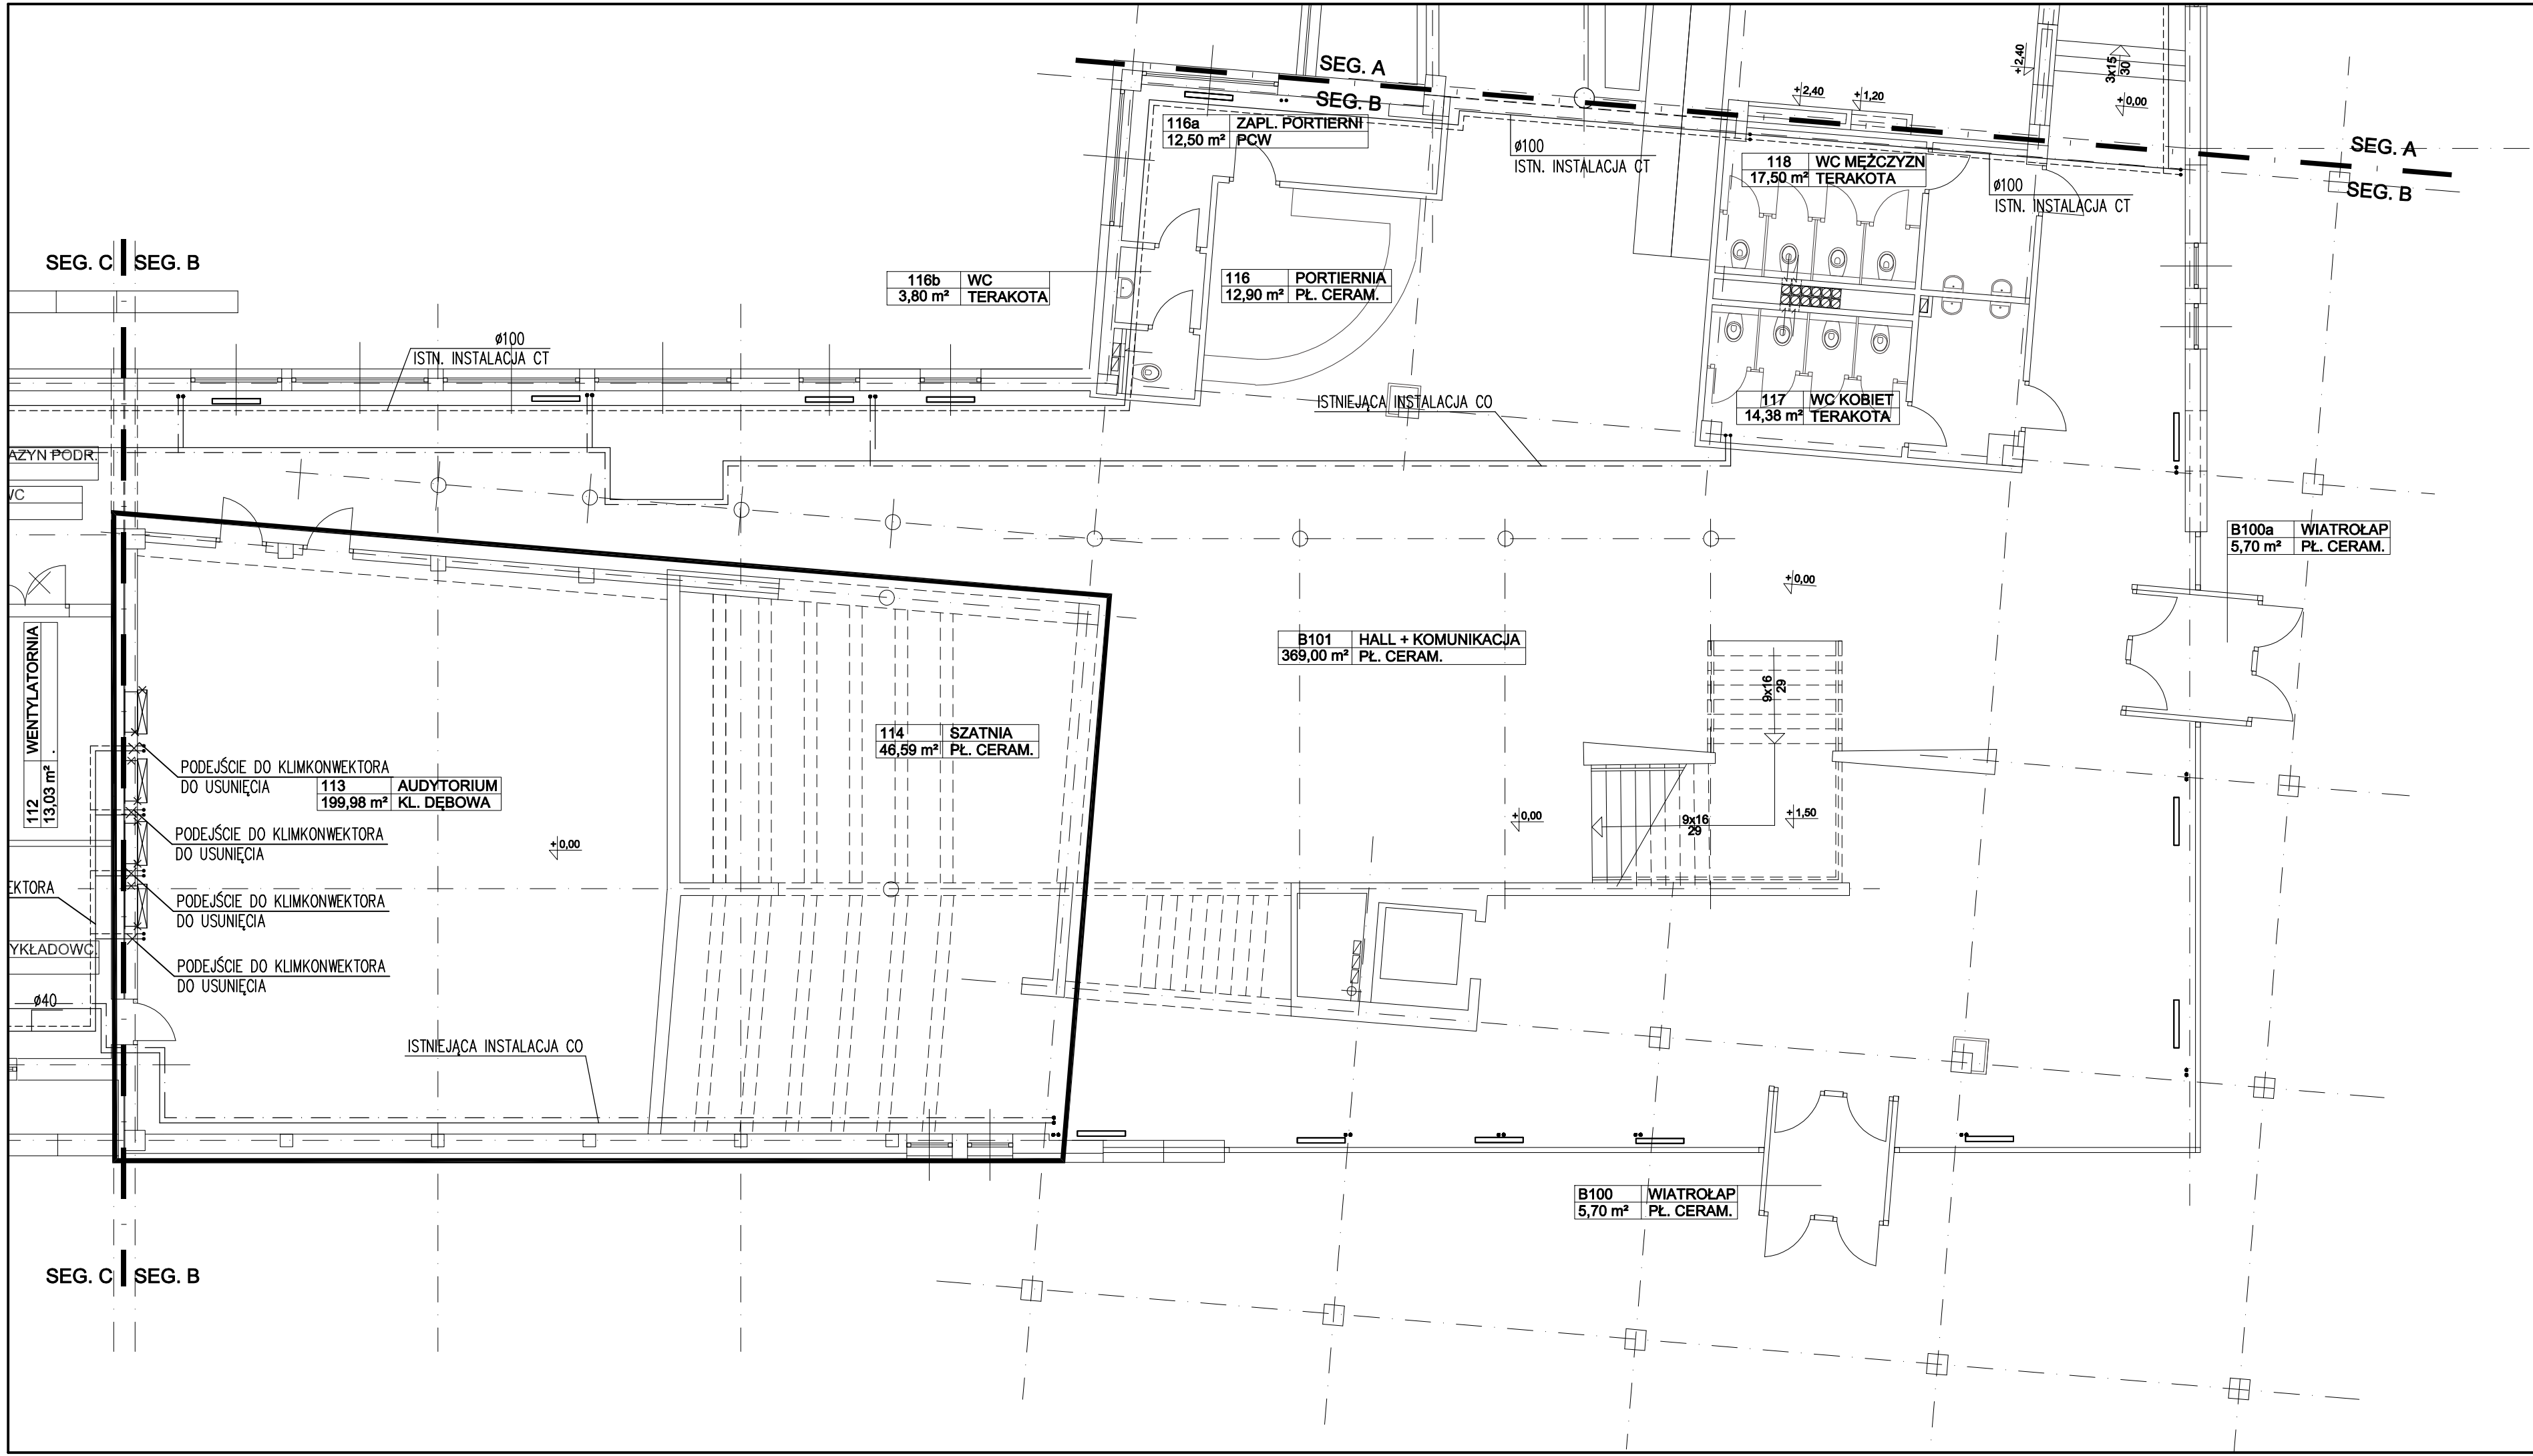 SEG. A
SEG. B
+2,40
+1,20
+2,40
3x15
30
+0,00
SEG. A
SEG. B
116a ZAPL. PORTIERNI
12,50 m² PCW
ø100
ISTN. INSTALACJA CT
118 WC MĘŻCZYZN
17,50 m² TERAKOTA
ø100
ISTN. INSTALACJA CT
SEG. C SEG. B
116b WC
3,80 m² TERAKOTA
116 PORTIERNIA
12,90 m² PŁ. CERAM.
ø100
ISTN. INSTALACJA CT
ISTNIEJĄCA INSTALACJA CO
117 WC KOBIET
14,38 m² TERAKOTA
AZYN PODR.
WC
B100a WIATROŁAP
5,70 m² PŁ. CERAM.
+0,00
112 WENTYLATORNIA
13,03 m² .
B101 HALL + KOMUNIKACJA
369,00 m² PŁ. CERAM.
9x16
29
114 SZATNIA
46,59 m² PŁ. CERAM.
PODEJŚCIE DO KLIMKONWEKTORA
DO USUNIĘCIA
113 AUDYTORIUM
199,98 m² KL. DĘBOWA
PODEJŚCIE DO KLIMKONWEKTORA
DO USUNIĘCIA
+0,00
+0,00
9x16
29
+1,50
EKTORA
PODEJŚCIE DO KLIMKONWEKTORA
DO USUNIĘCIA
YKŁADOWC.
PODEJŚCIE DO KLIMKONWEKTORA
DO USUNIĘCIA
ø40
ISTNIEJĄCA INSTALACJA CO
B100 WIATROŁAP
5,70 m² PŁ. CERAM.
SEG. C SEG. B